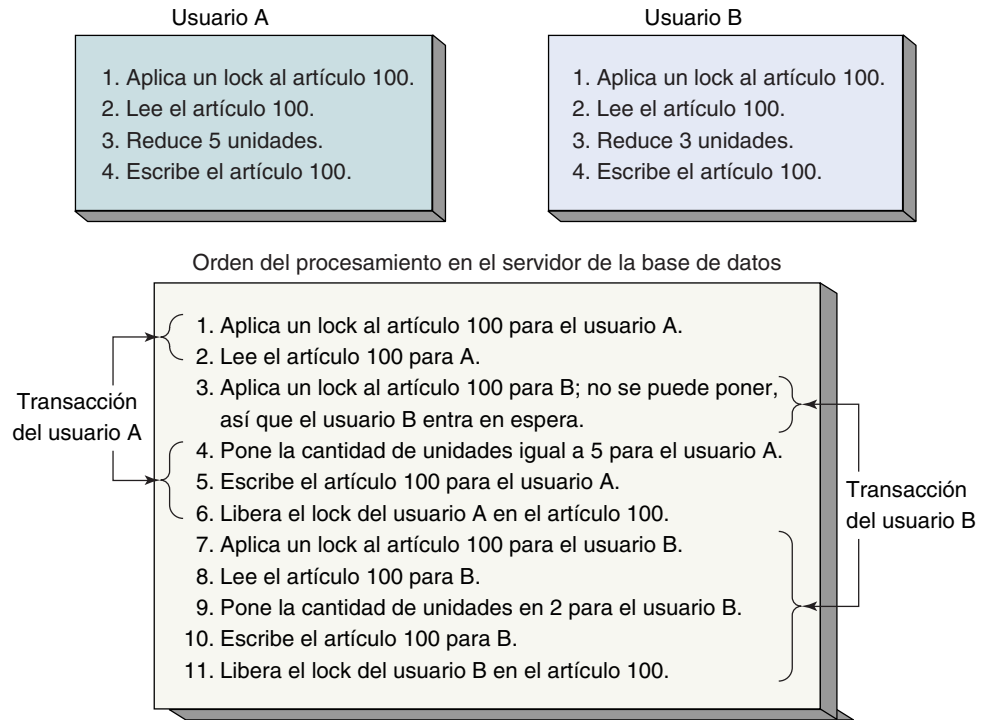 Usuario A
1. Aplica un lock al artículo 100.
2. Lee el artículo 100.
3. Reduce 5 unidades.
4. Escribe el artículo 100.
Usuario B
1. Aplica un lock al artículo 100.
2. Lee el artículo 100.
3. Reduce 3 unidades.
4. Escribe el artículo 100.
Orden del procesamiento en el servidor de la base de datos
1. Aplica un lock al artículo 100 para el usuario A.
2. Lee el artículo 100 para A.
3. Aplica un lock al artículo 100 para B; no se puede poner,
así que el usuario B entra en espera.
4. Pone la cantidad de unidades igual a 5 para el usuario A.
5. Escribe el artículo 100 para el usuario A.
6. Libera el lock del usuario A en el artículo 100.
7. Aplica un lock al artículo 100 para el usuario B.
8. Lee el artículo 100 para B.
9. Pone la cantidad de unidades en 2 para el usuario B.
10. Escribe el artículo 100 para B.
11. Libera el lock del usuario B en el artículo 100.
Transacción
del usuario A
Transacción
del usuario B